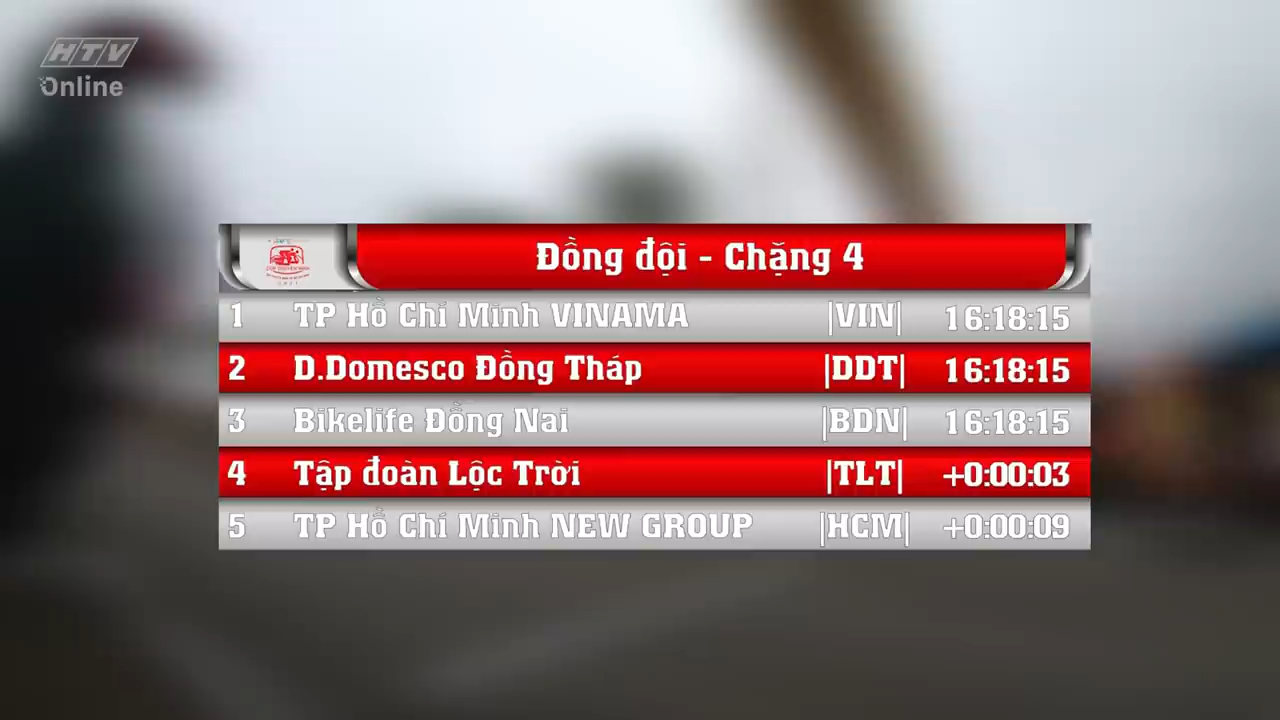 HTV
Online
Đồng đội - Chặng 4
1 TP Hồ Chí Minh VINAMA |VIN| 16:18:15
2 D.Domesco Đồng Tháp |DDT| 16:18:15
3 Bikelife Đồng Nai |BDN| 16:18:15
4 Tập đoàn Lộc Trời |TLT| +0:00:03
5 TP Hồ Chí Minh NEW GROUP |HCM| +0:00:09